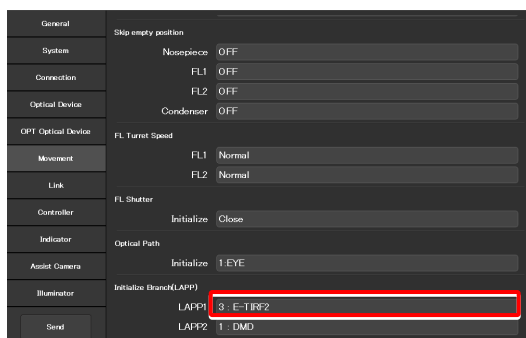 General
System
Connection
Optical Device
OPT Optical Device
Movement
Link
Controller
Indicator
Assist Camera
Illuminator
Send
Skip empty position
Nosepiece OFF
FL1 OFF
FL2 OFF
Condenser OFF
FL Turret Speed
FL1 Normal
FL2 Normal
FL Shutter
Initialize Close
Optical Path
Initialize 1:EYE
Initialize Branch(LAPP)
LAPP1 3 : E-TIRF2
LAPP2 1 : DMD